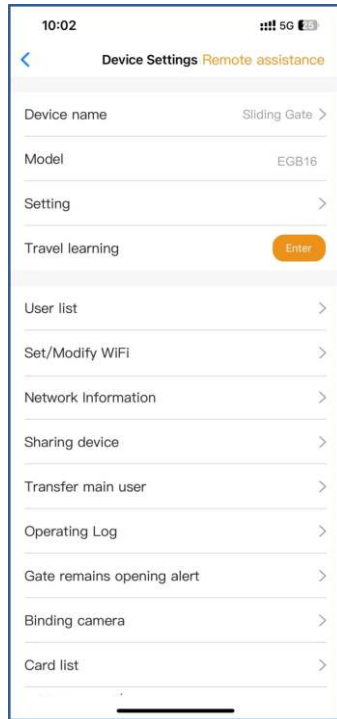 10:02 5G 25
Device Settings Remote assistance
Device name Sliding Gate
Model EGB16
Setting
Travel learning Enter
User list
Set/Modify WiFi
Network Information
Sharing device
Transfer main user
Operating Log
Gate remains opening alert
Binding camera
Card list